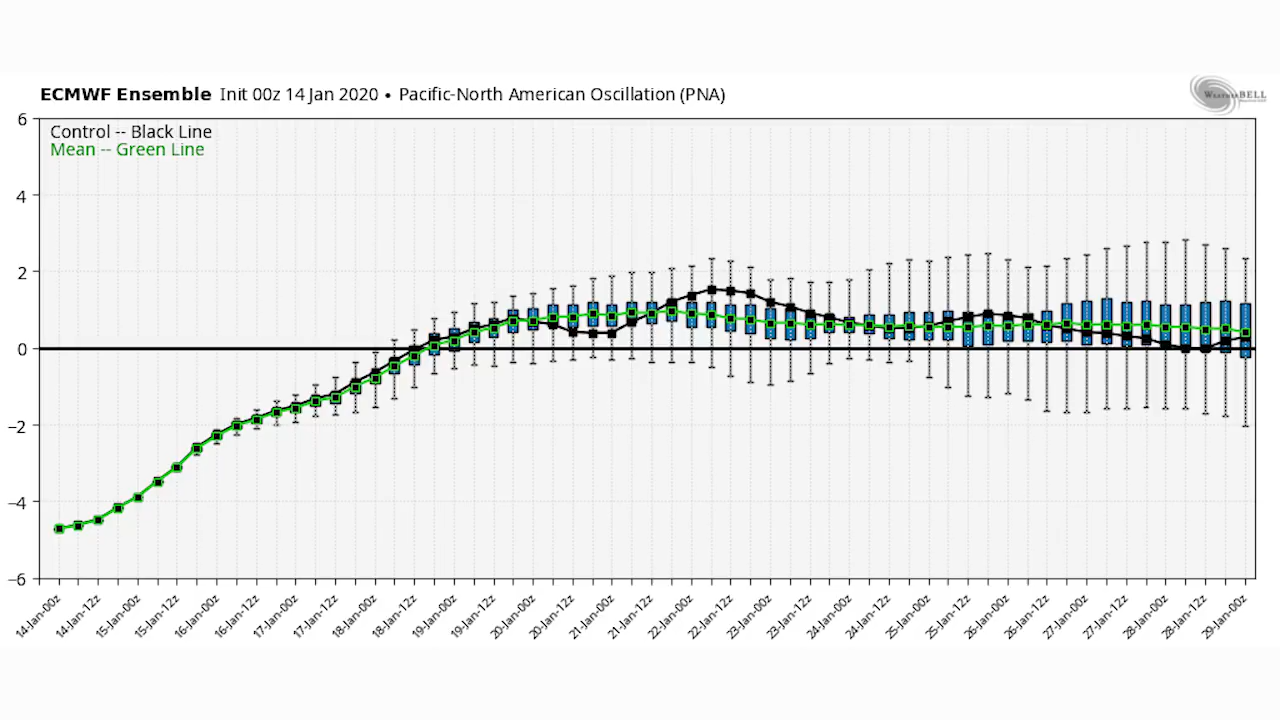 ECMWF Ensemble Init 00z 14 Jan 2020 • Pacific-North American Oscillation (PNA)
WEATHERBELL
6
Control -- Black Line
Mean -- Green Line
4
2
0
−2
−4
−6
14-Jan-00z
14-Jan-12z
15-Jan-00z
15-Jan-12z
16-Jan-00z
16-Jan-12z
17-Jan-00z
17-Jan-12z
18-Jan-00z
18-Jan-12z
19-Jan-00z
19-Jan-12z
20-Jan-00z
20-Jan-12z
21-Jan-00z
21-Jan-12z
22-Jan-00z
22-Jan-12z
23-Jan-00z
23-Jan-12z
24-Jan-00z
24-Jan-12z
25-Jan-00z
25-Jan-12z
26-Jan-00z
26-Jan-12z
27-Jan-00z
27-Jan-12z
28-Jan-00z
28-Jan-12z
29-Jan-00z